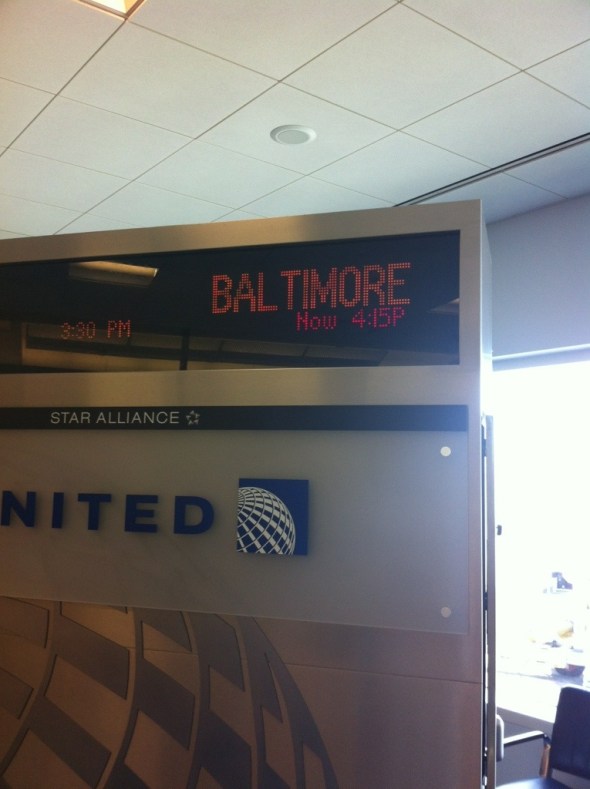 BALTIMORE
3:30 PM Now 4:15P
STAR ALLIANCE
NITED